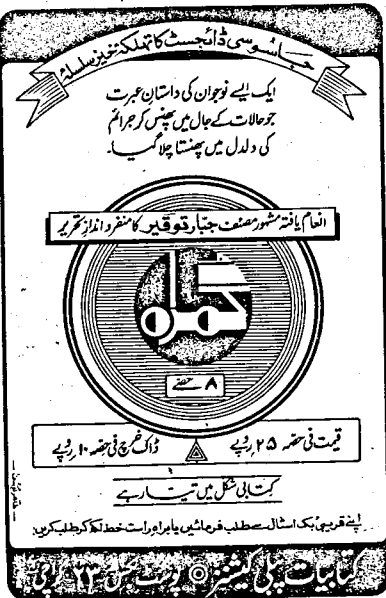 جاسوسی ڈائجسٹ کا تہلکہ خیز سلسلہ
ایک ایسے نوجوان کی داستانِ عبرت
جو حالات کے جال میں پھنس کر جرائم
کی دلدل میں پھنستا چلا گیا۔
انعام یافتہ مشہور مصنف جبّار توقیر کا منفرد اندازِ تحریر
گمراہ
۸ حصے
قیمت فی حصہ ۲۵ روپے
ڈاک خرچ فی حصہ ۱۰ روپے
کتابی شکل میں تیار ہے
اپنے قریبی بک اسٹال سے طلب فرمائیں یا براہِ راست خط لکھ کر طلب کریں
کتابیات پبلی کیشنز پوسٹ بکس ۲۳ کراچی